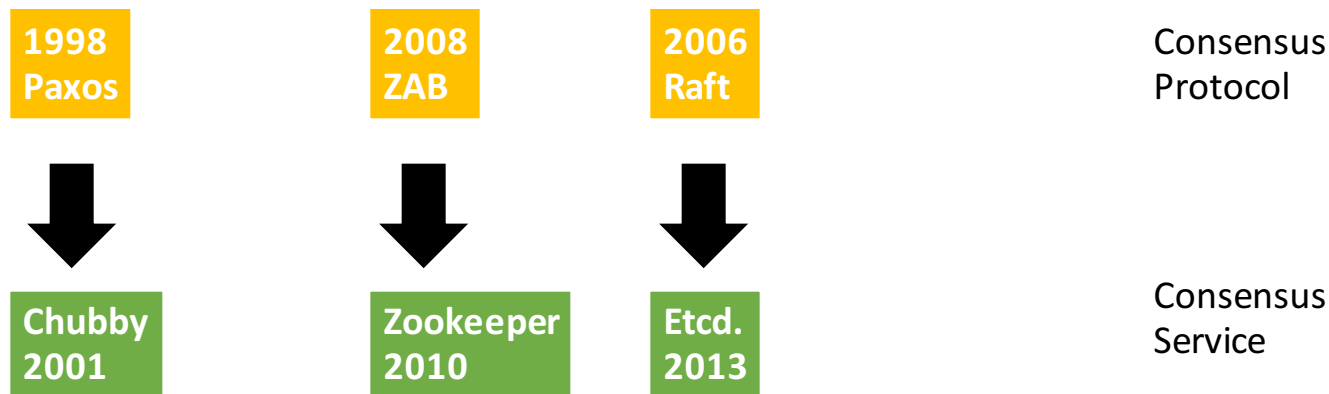 1998
Paxos
2008
ZAB
2006
Raft
Consensus
Protocol
Chubby
2001
Zookeeper
2010
Etcd.
2013
Consensus
Service